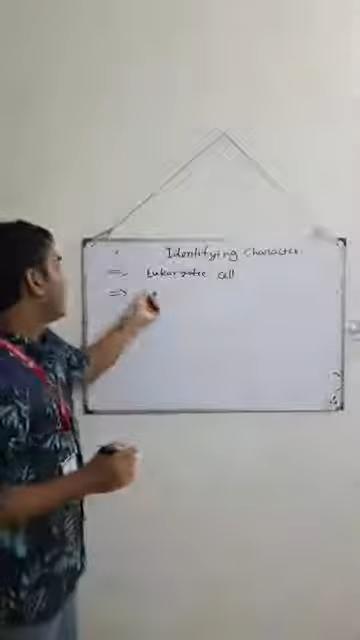 Identifying Character
=> Eukaryotic cell
=>